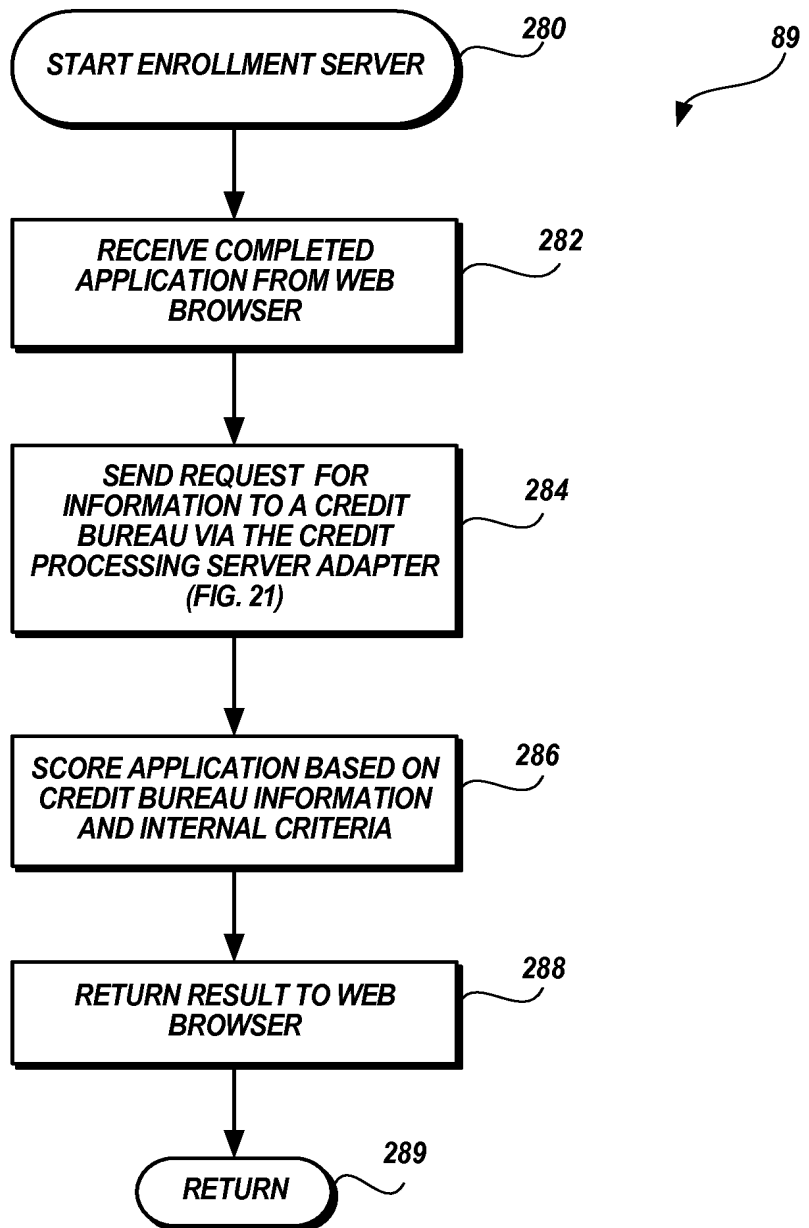 START ENROLLMENT SERVER
280
89
RECEIVE COMPLETED
APPLICATION FROM WEB
BROWSER
282
SEND REQUEST FOR
INFORMATION TO A CREDIT
BUREAU VIA THE CREDIT
PROCESSING SERVER ADAPTER
(FIG. 21)
284
SCORE APPLICATION BASED ON
CREDIT BUREAU INFORMATION
AND INTERNAL CRITERIA
286
RETURN RESULT TO WEB
BROWSER
288
RETURN
289